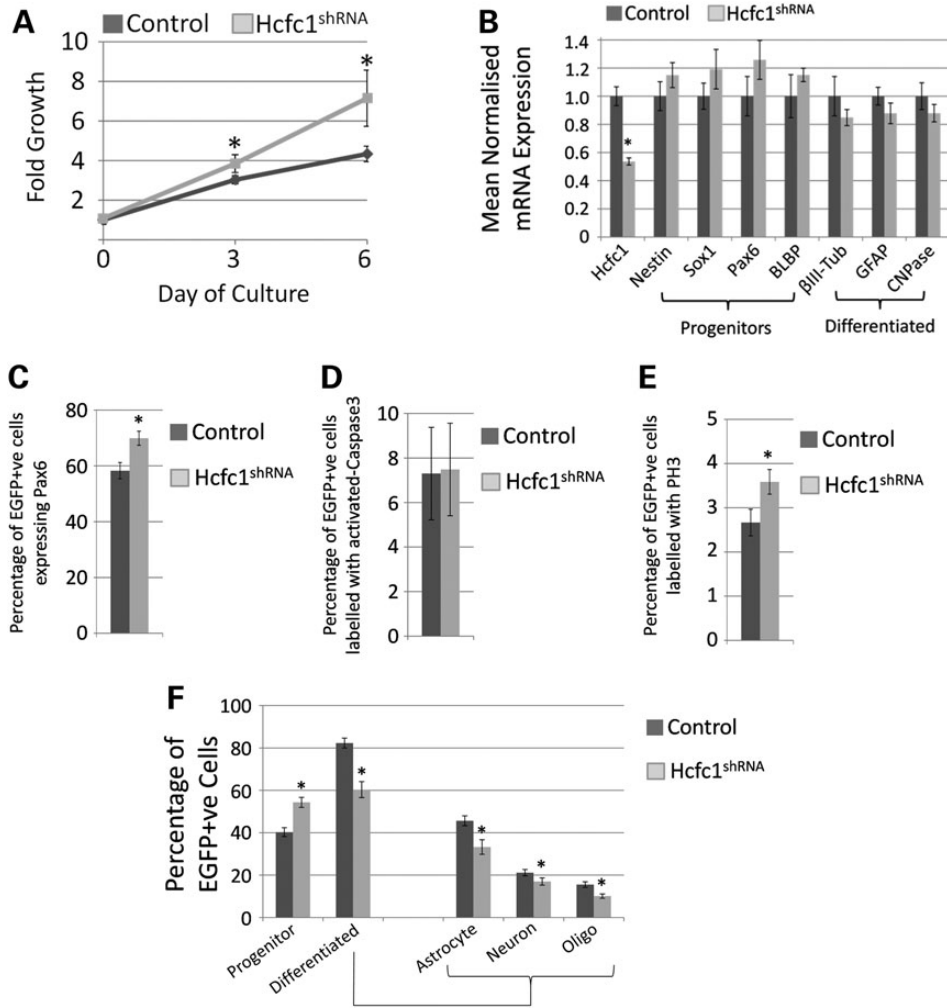 A
Control Hcfc1shRNA
Fold Growth
10
8
6
4
2
*
*
0 3 6
Day of Culture
B
Control Hcfc1shRNA
Mean Normalised
mRNA Expression
1.4
1.2
1.0
0.8
0.6
0.4
0.2
0
*
Hcfc1 Nestin Sox1 Pax6 BLBP βIII-Tub GFAP CNPase
Progenitors Differentiated
C
Percentage of EGFP+ve cells
expressing Pax6
80
60
40
20
0
*
Control
Hcfc1shRNA
D
Percentage of EGFP+ve cells
labelled with activated-Caspase3
10
8
6
4
2
0
Control
Hcfc1shRNA
E
Percentage of EGFP+ve cells
labelled with PH3
5
4
3
2
1
0
*
Control
Hcfc1shRNA
F
Percentage of
EGFP+ve Cells
100
80
60
40
20
0
* * * * *
Control
Hcfc1shRNA
Progenitor Differentiated Astrocyte Neuron Oligo